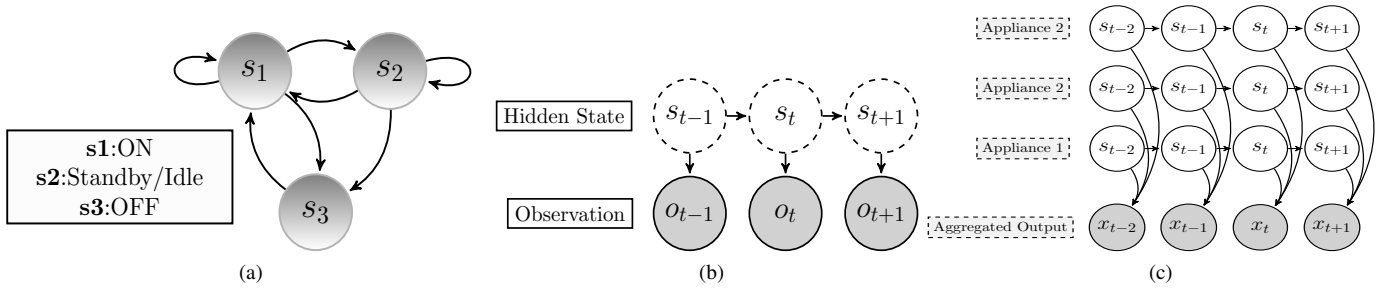 s₁ s₂
s₃
s1:ON
s2:Standby/Idle
s3:OFF
(a)
Hidden State sₜ₋₁ sₜ sₜ₊₁
Observation oₜ₋₁ oₜ oₜ₊₁
(b)
Appliance 2 sₜ₋₂ sₜ₋₁ sₜ sₜ₊₁
Appliance 2 sₜ₋₂ sₜ₋₁ sₜ sₜ₊₁
Appliance 1 sₜ₋₂ sₜ₋₁ sₜ sₜ₊₁
Aggregated Output xₜ₋₂ xₜ₋₁ xₜ xₜ₊₁
(c)